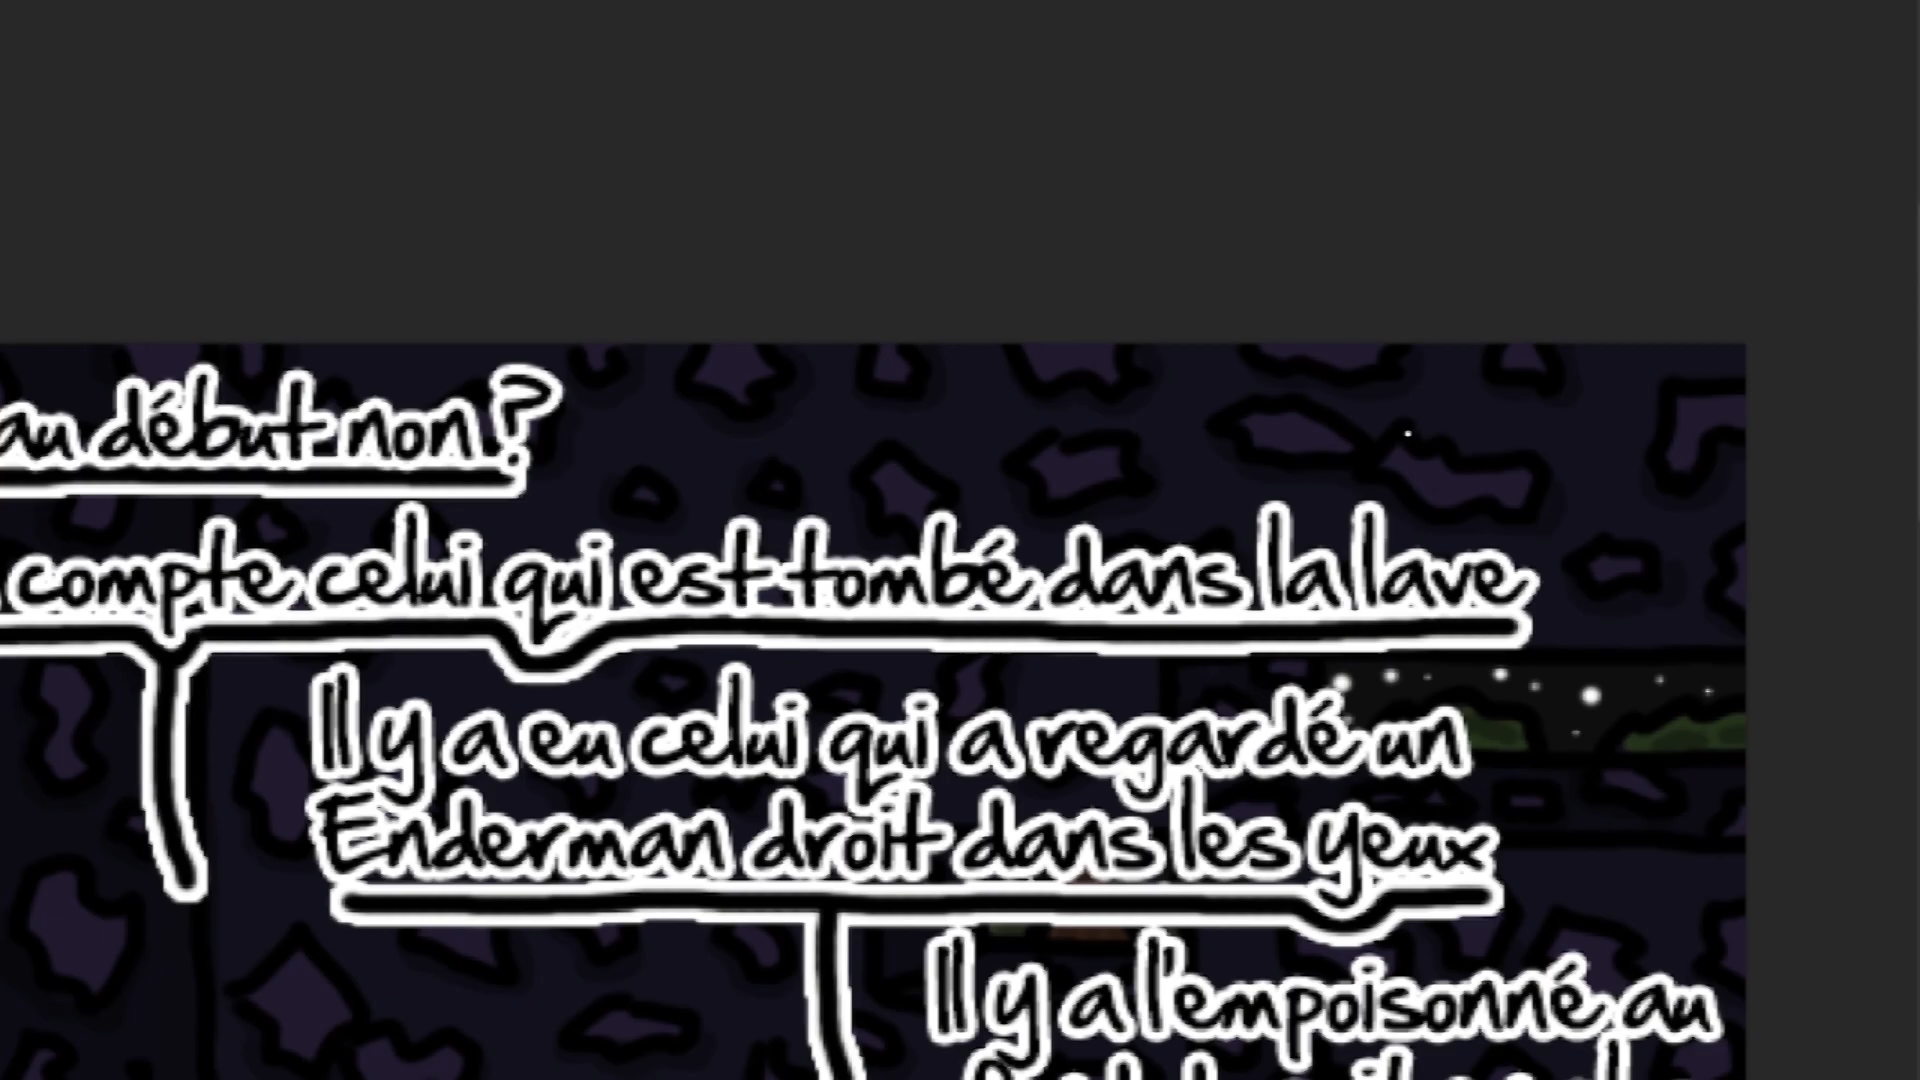 au début non ?
compte celui qui est tombé dans la lave
Il y a eu celui qui a regardé un
Enderman droit dans les yeux
Il y a l'empoisonné au